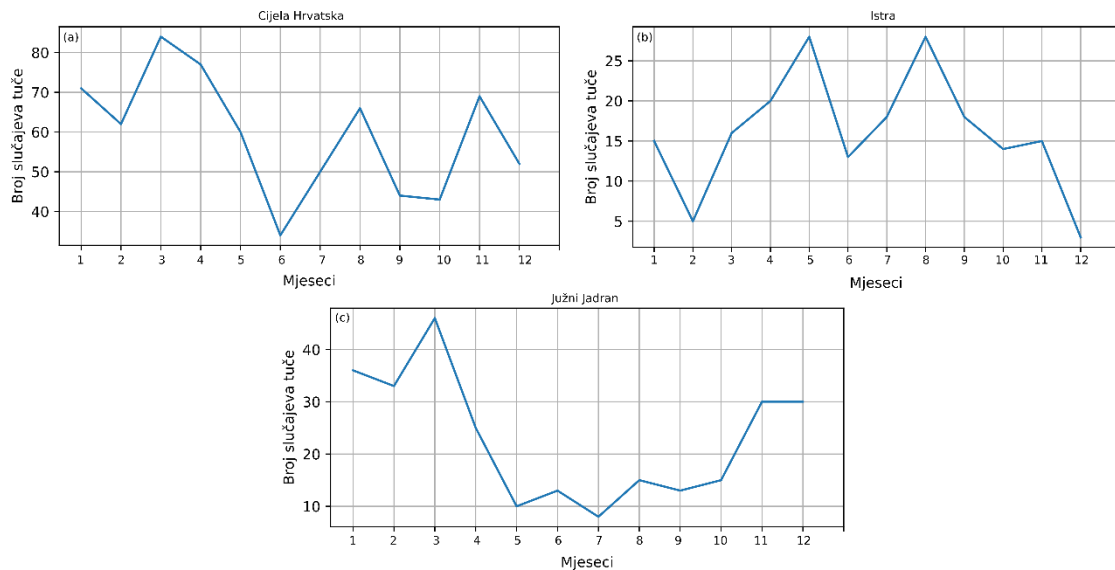 Cijela Hrvatska
(a)
Broj slučajeva tuče
80
70
60
50
40
1 2 3 4 5 6 7 8 9 10 11 12
Mjeseci
Istra
(b)
Broj slučajeva tuče
25
20
15
10
5
1 2 3 4 5 6 7 8 9 10 11 12
Mjeseci
Južni Jadran
(c)
Broj slučajeva tuče
40
30
20
10
1 2 3 4 5 6 7 8 9 10 11 12
Mjeseci